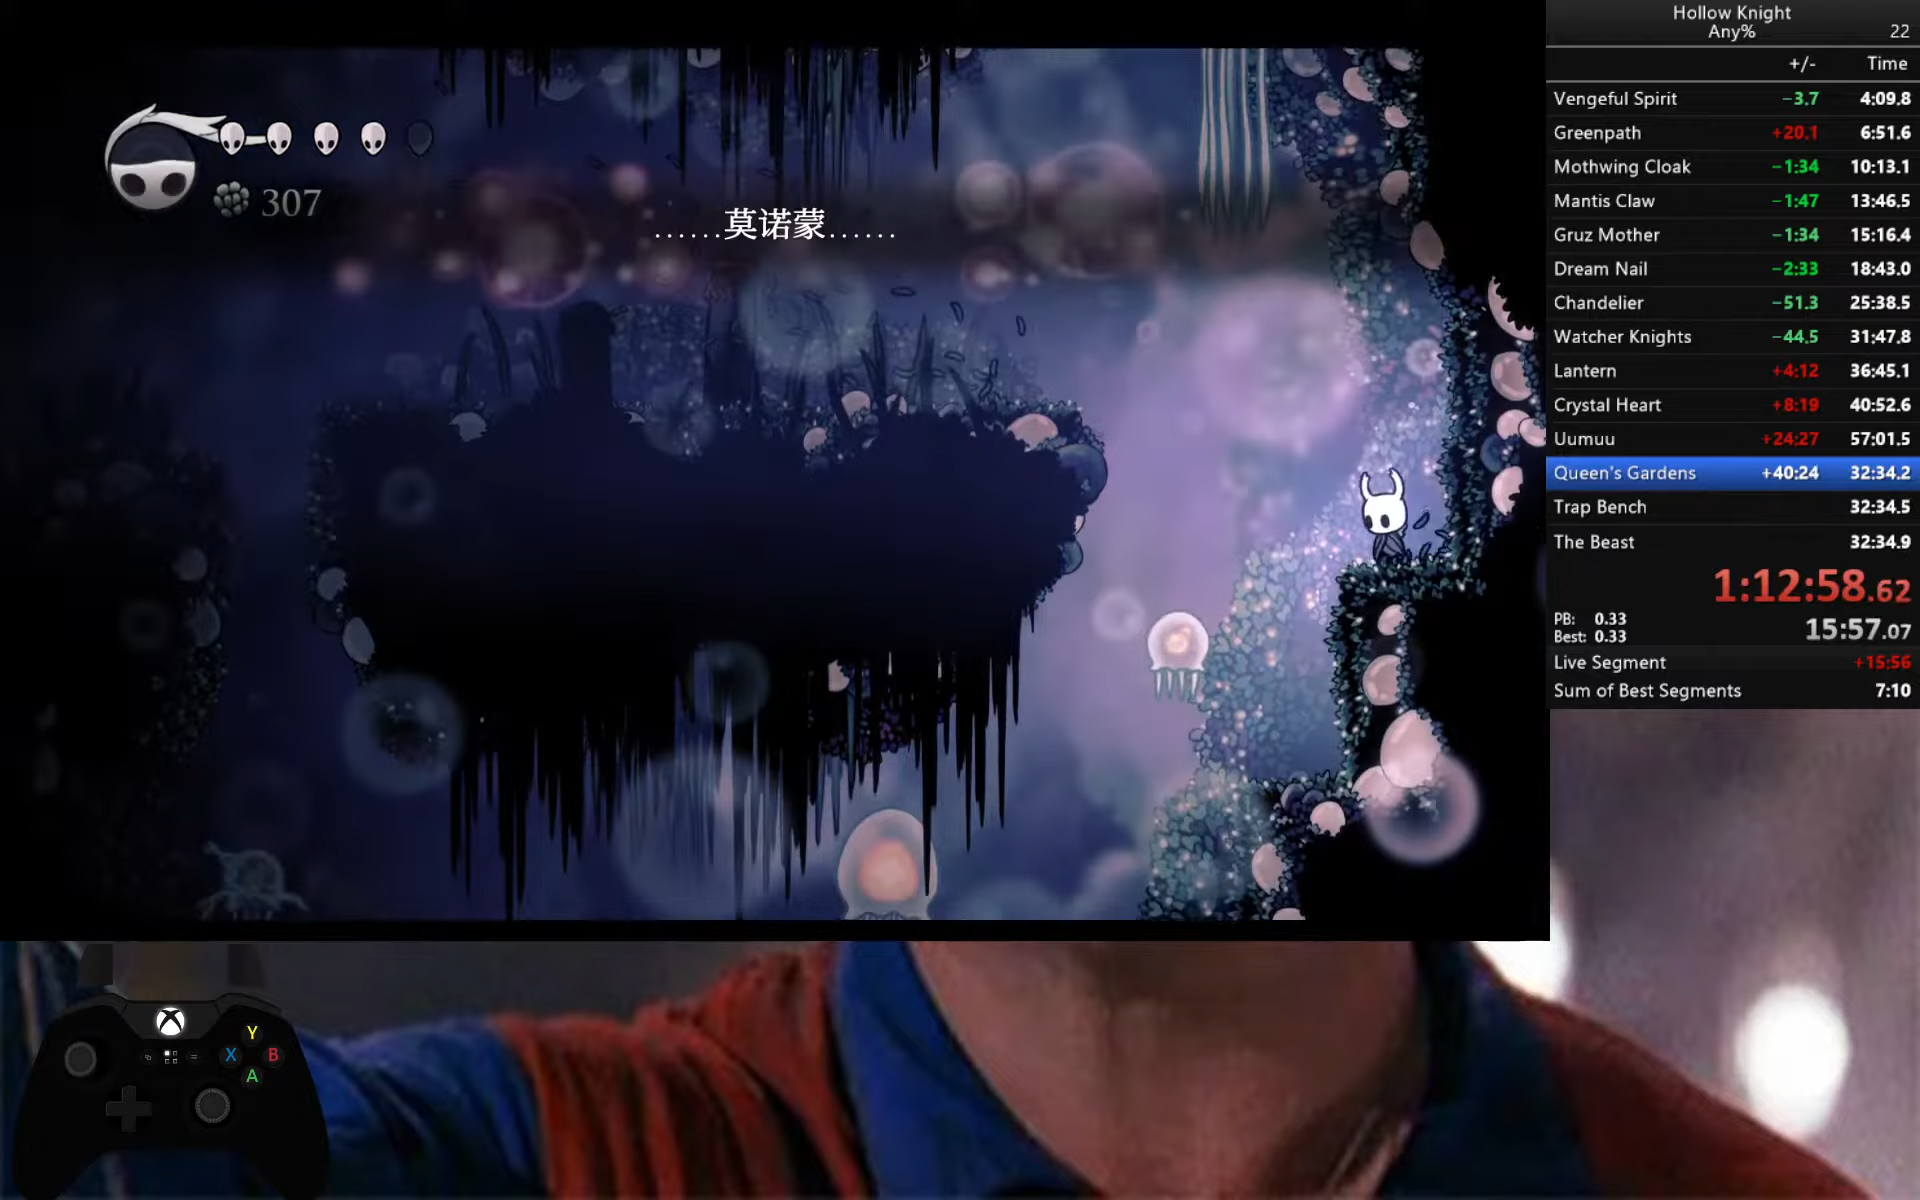 307
……莫诺蒙……
Hollow Knight
Any% 22
+/- Time
Vengeful Spirit −3.7 4:09.8
Greenpath +20.1 6:51.6
Mothwing Cloak −1:34 10:13.1
Mantis Claw −1:47 13:46.5
Gruz Mother −1:34 15:16.4
Dream Nail −2:33 18:43.0
Chandelier −51.3 25:38.5
Watcher Knights −44.5 31:47.8
Lantern +4:12 36:45.1
Crystal Heart +8:19 40:52.6
Uumuu +24:27 57:01.5
Queen's Gardens +40:24 32:34.2
Trap Bench 32:34.5
The Beast 32:34.9
1:12:58.62
PB: 0.33
Best: 0.33
15:57.07
Live Segment +15:56
Sum of Best Segments 7:10
Y
X B
A